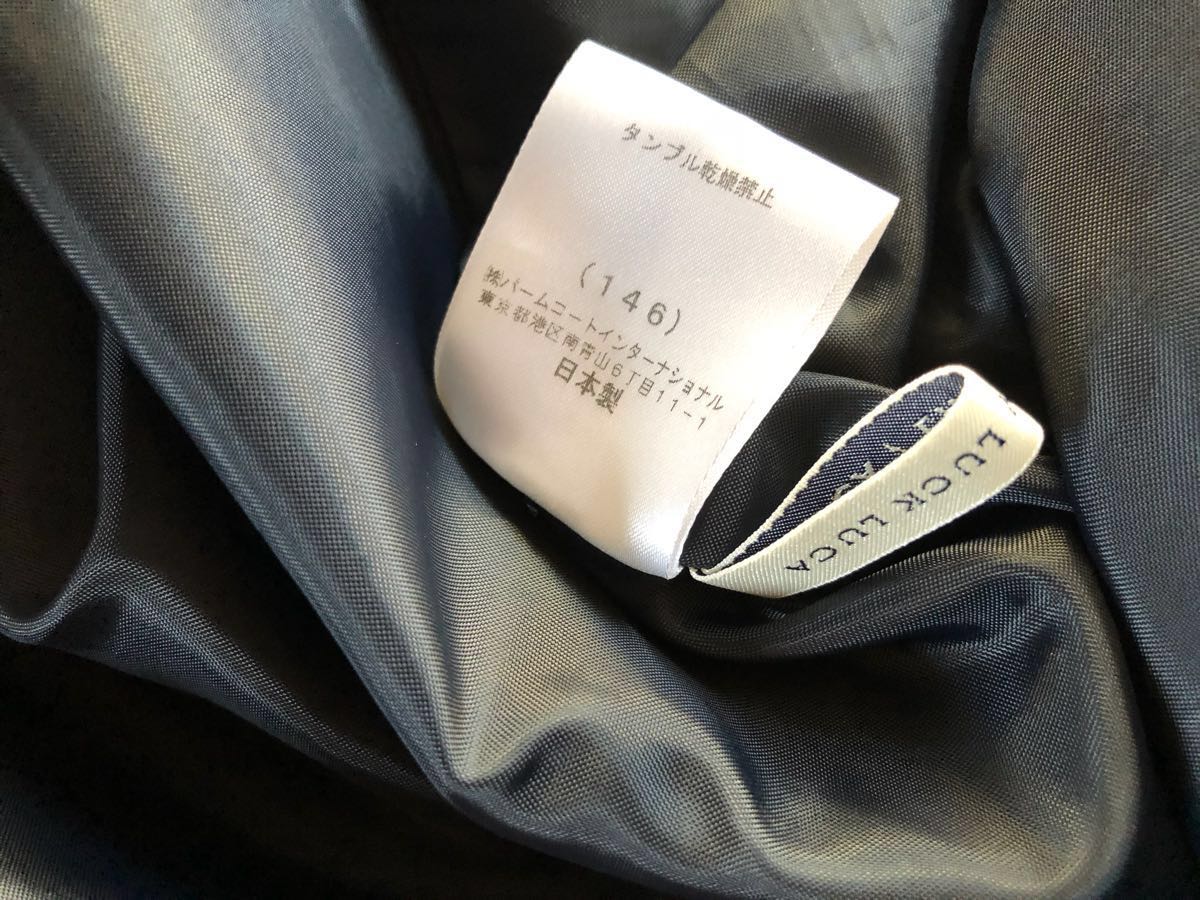 タンブル乾燥禁止
(146)
㈱パームコートインターナショナル
東京都港区南青山6丁目11-1
日本製
LUCK LUCA